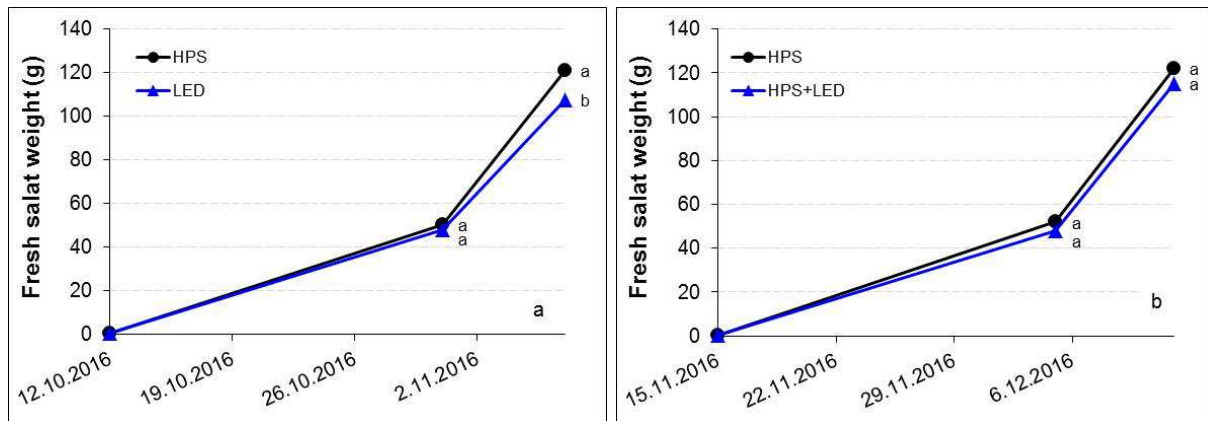 Fresh salat weight (g)
140
120
100
80
60
40
20
0
HPS
LED
a
b
a
a
a
12.10.2016
19.10.2016
26.10.2016
2.11.2016
Fresh salat weight (g)
140
120
100
80
60
40
20
0
HPS
HPS+LED
a
a
a
a
b
15.11.2016
22.11.2016
29.11.2016
6.12.2016